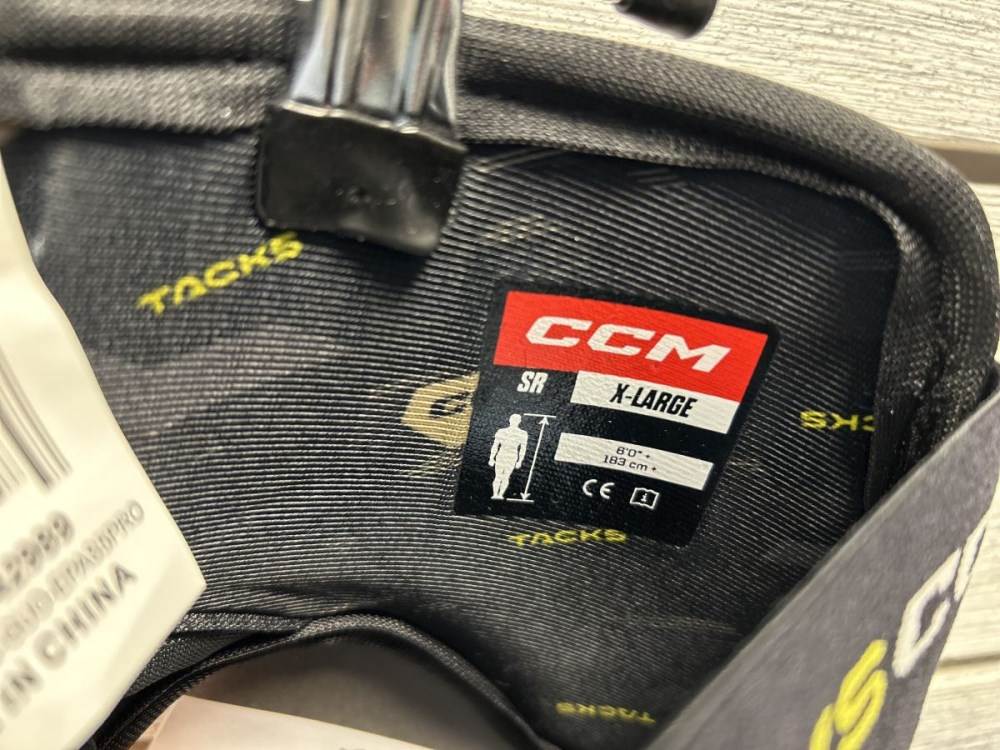 TACKS
CCM
SR
X-LARGE
6'0" +
183 cm +
CE
TACKS
TACKS
IN CHINA